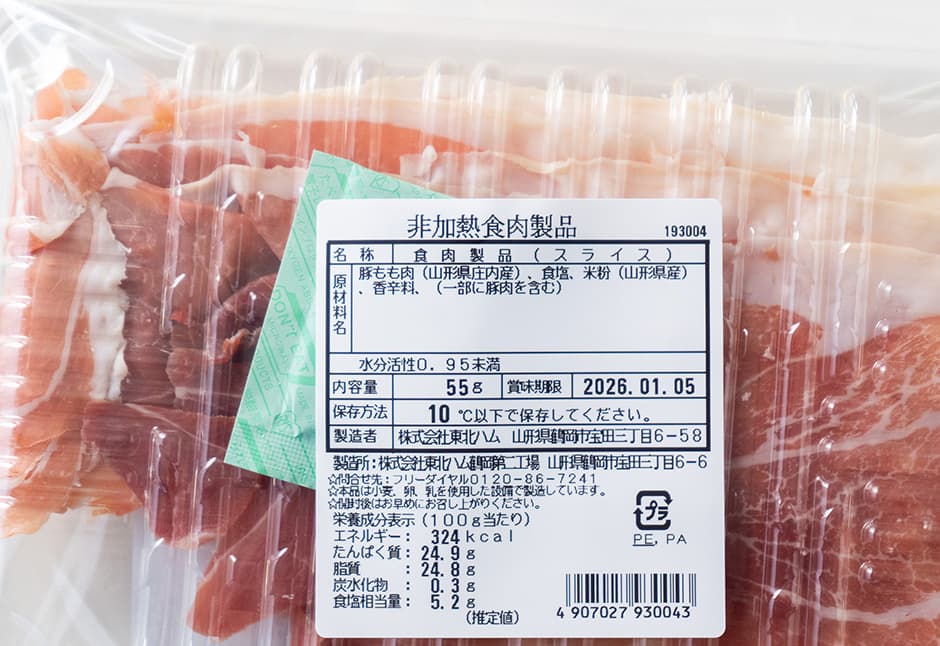 非加熱食肉製品
193004
名称 食肉製品(スライス)
原材料名 豚もも肉(山形県庄内産)、食塩、米粉(山形県産)
、香辛料、(一部に豚肉を含む)
水分活性0.95未満
内容量 55g 賞味期限 2026.01.05
保存方法 10℃以下で保存してください。
製造者 株式会社東北ハム 山形県鶴岡市宝田三丁目6-58
製造所:株式会社東北ハム鶴岡第二工場 山形県鶴岡市宝田三丁目6-6
☆問合せ先:フリーダイヤル0120-86-7241
☆本品は小麦、卵、乳を使用した設備で製造しています。
☆開封後はお早めにお召し上がりください。
栄養成分表示(100g当たり)
エネルギー: 324kcal
たんぱく質: 24.9g
脂質: 24.8g
炭水化物: 0.3g
食塩相当量: 5.2g
(推定値)
プラ
PE, PA
4 907027 930043
DON'T EAT